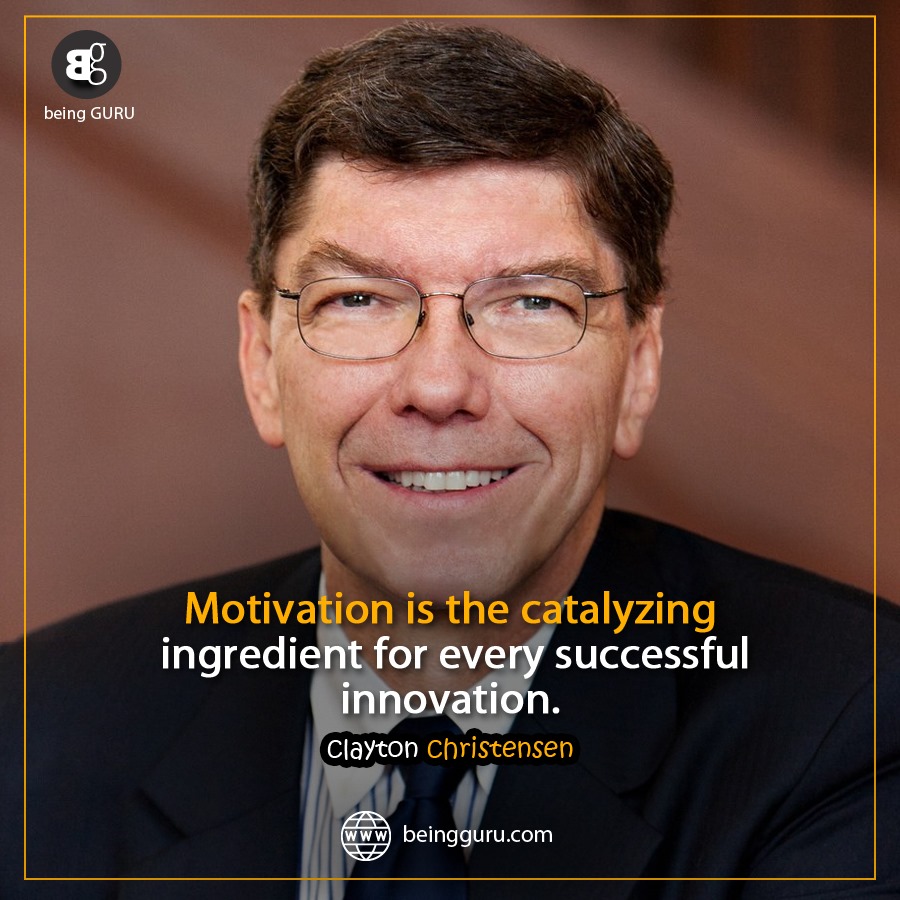 being GURU
Motivation is the catalyzing
ingredient for every successful
innovation.
Clayton Christensen
www beingguru.com